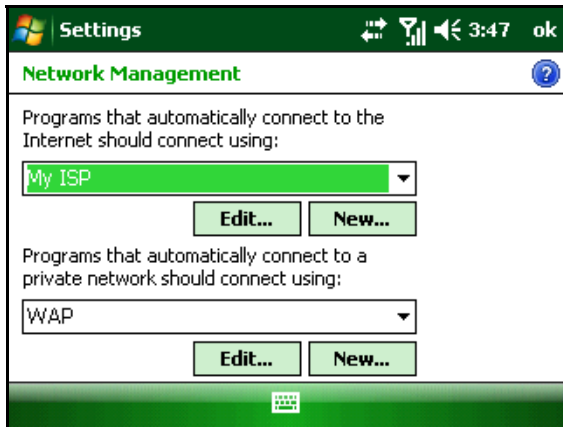 Settings 3:47 ok
Network Management
Programs that automatically connect to the
Internet should connect using:
My ISP
Edit... New...
Programs that automatically connect to a
private network should connect using:
WAP
Edit... New...